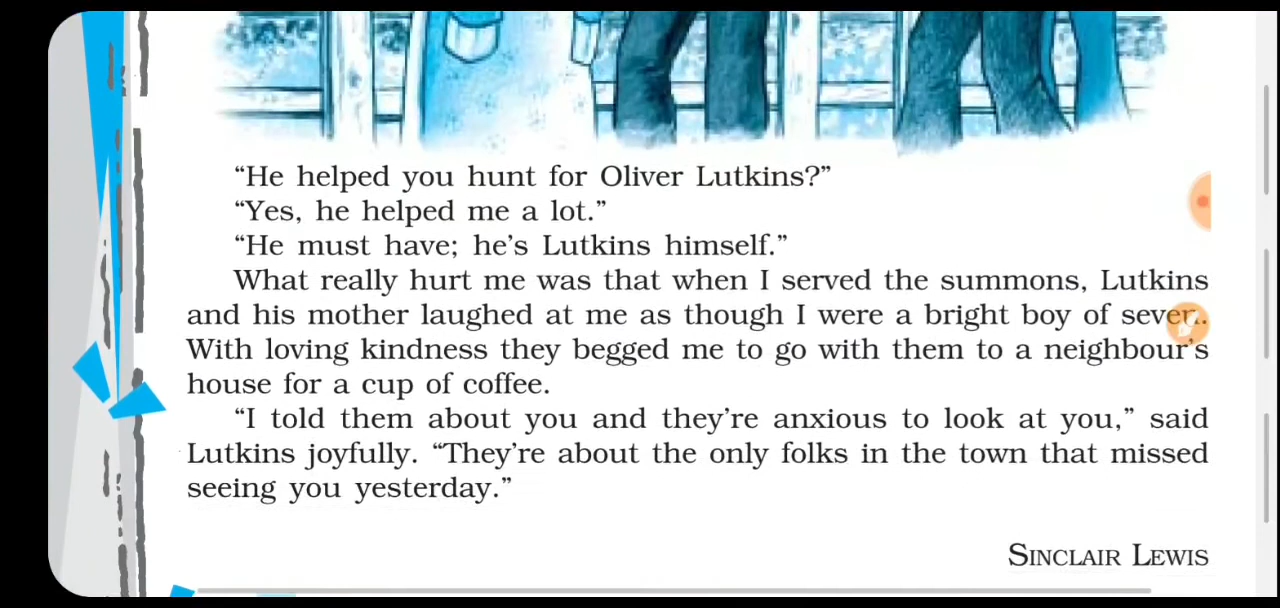 “He helped you hunt for Oliver Lutkins?”
“Yes, he helped me a lot.”
“He must have; he’s Lutkins himself.”
What really hurt me was that when I served the summons, Lutkins
and his mother laughed at me as though I were a bright boy of seven.
With loving kindness they begged me to go with them to a neighbour’s
house for a cup of coffee.
“I told them about you and they’re anxious to look at you,” said
Lutkins joyfully. “They’re about the only folks in the town that missed
seeing you yesterday.”
SINCLAIR LEWIS